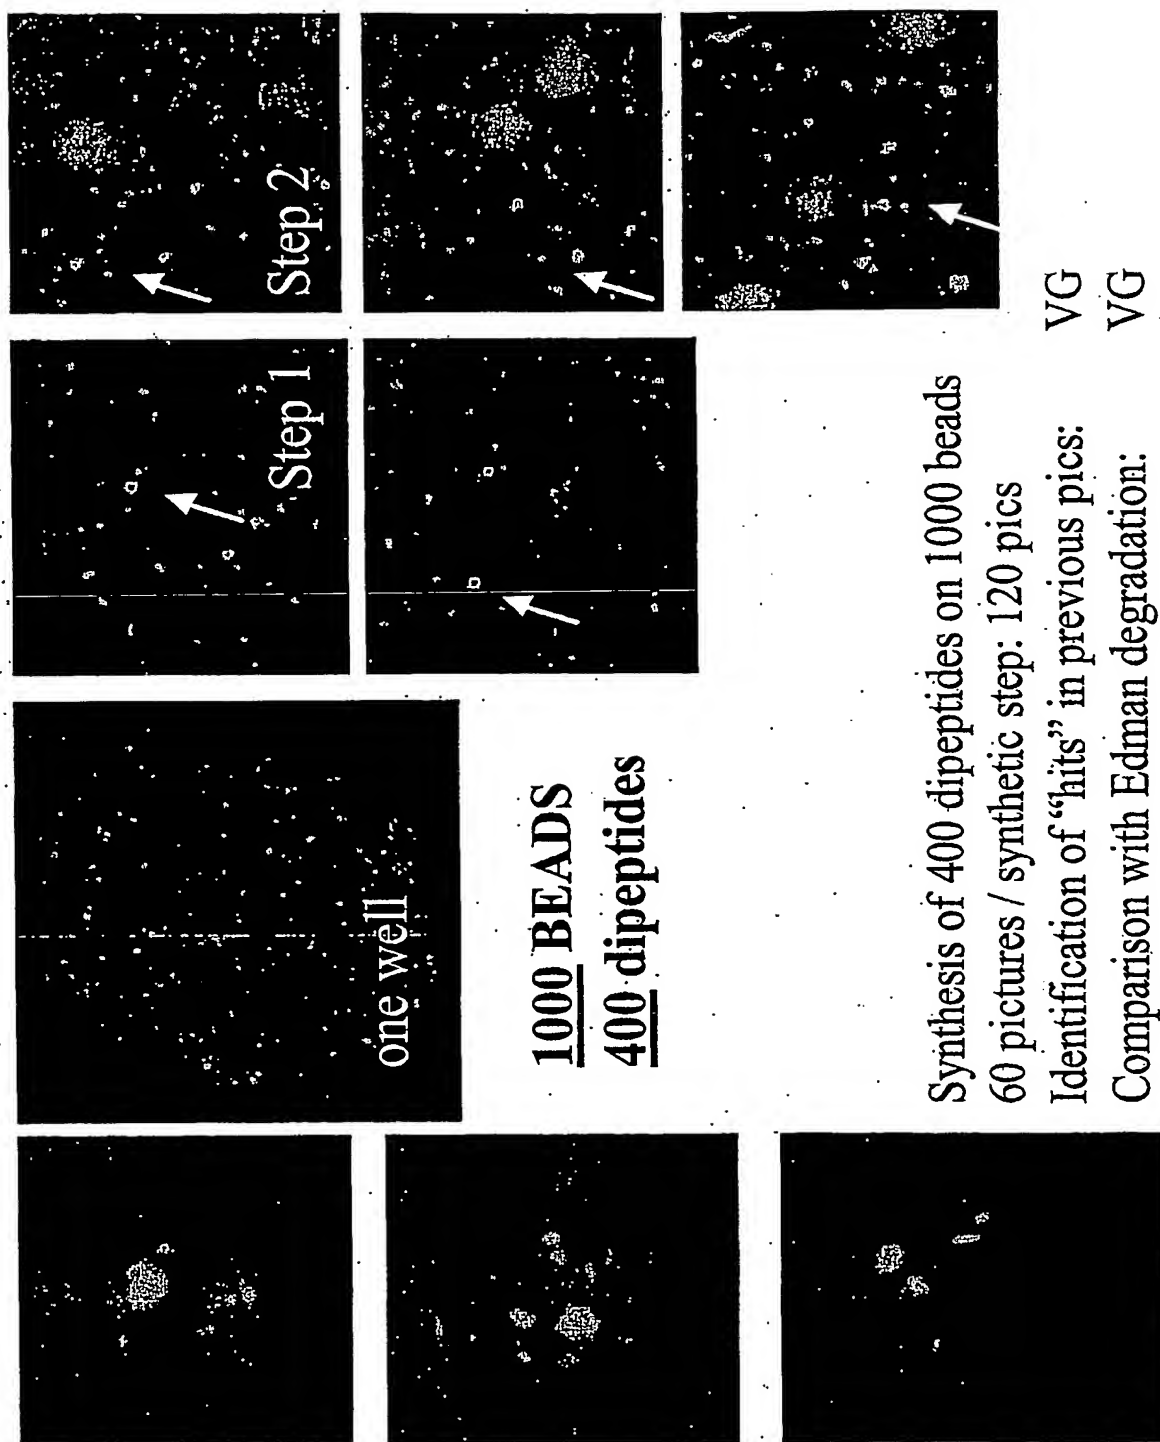 one well
Step 1
Step 2
1000 BEADS
400 dipeptides
Synthesis of 400 dipeptides on 1000 beads
60 pictures / synthetic step: 120 pics
Identification of “hits” in previous pics: VG
Comparison with Edman degradation: VG